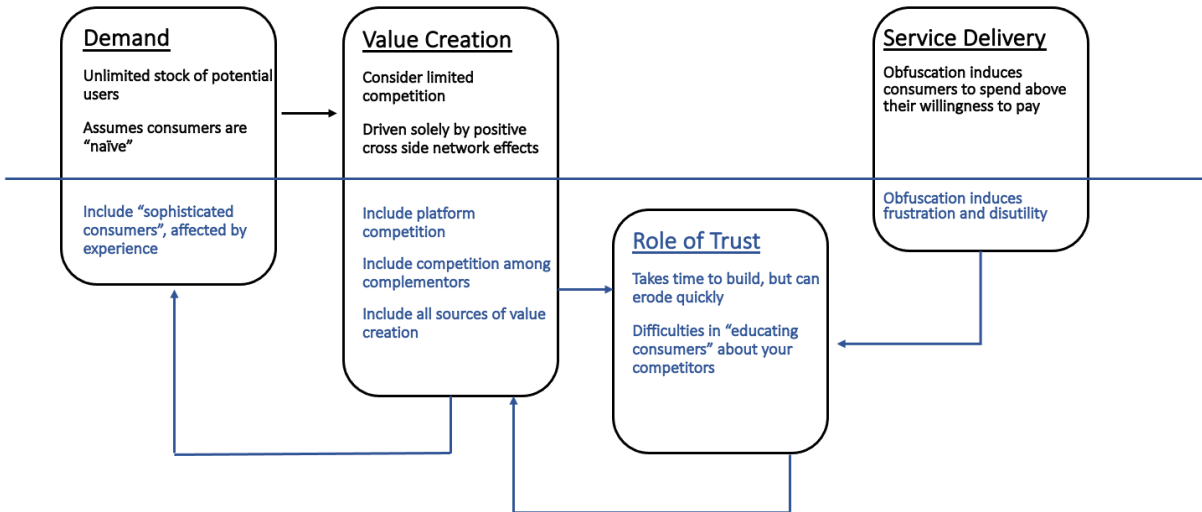 Demand
Unlimited stock of potential
users
Assumes consumers are
“naïve”
Include “sophisticated
consumers”, affected by
experience
Value Creation
Consider limited
competition
Driven solely by positive
cross side network effects
Include platform
competition
Include competition among
complementors
Include all sources of value
creation
Role of Trust
Takes time to build, but can
erode quickly
Difficulties in “educating
consumers” about your
competitors
Service Delivery
Obfuscation induces
consumers to spend above
their willingness to pay
Obfuscation induces
frustration and disutility